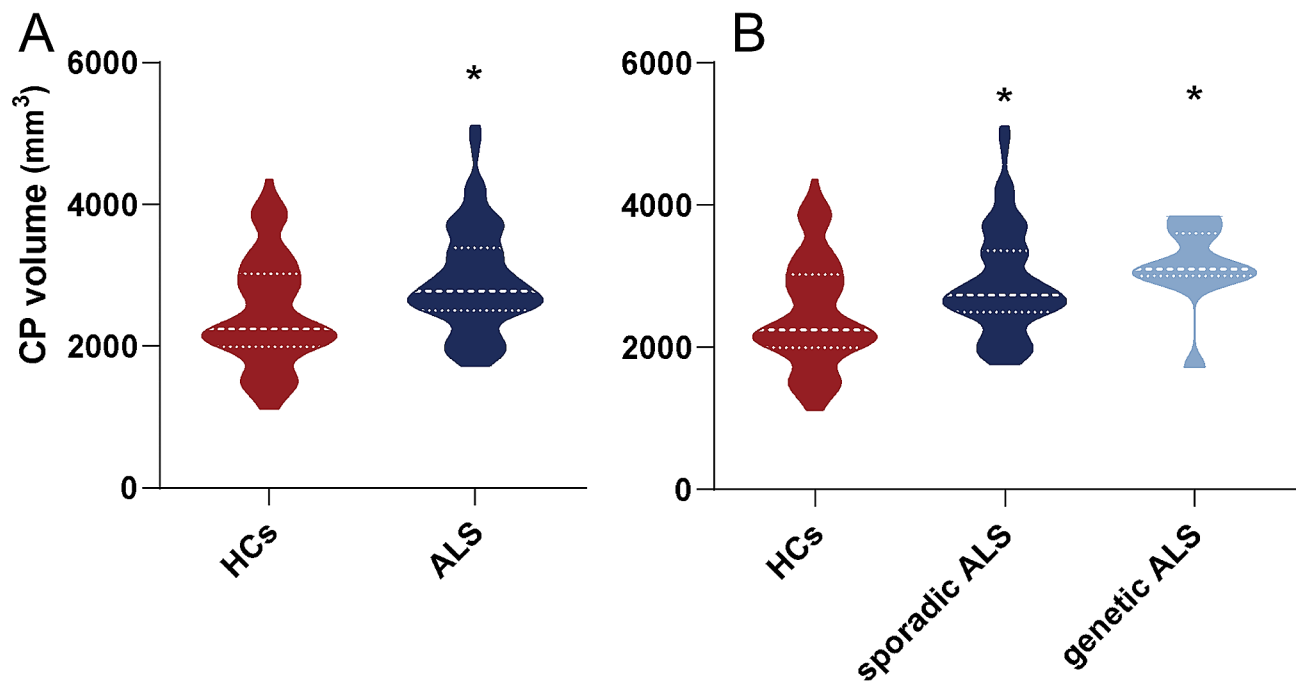 A
B
CP volume (mm³)
6000
4000
2000
0
*
HCs
ALS
6000
4000
2000
0
*
*
HCs
sporadic ALS
genetic ALS